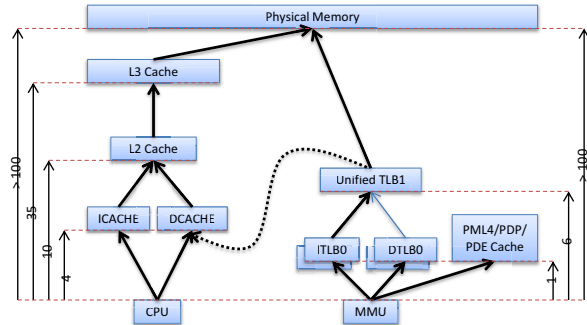 Physical Memory
L3 Cache
L2 Cache
Unified TLB1
ICACHE
DCACHE
ITLB0
DTLB0
PML4/PDP/
PDE Cache
CPU
MMU
>100
35
10
4
1
6
>100